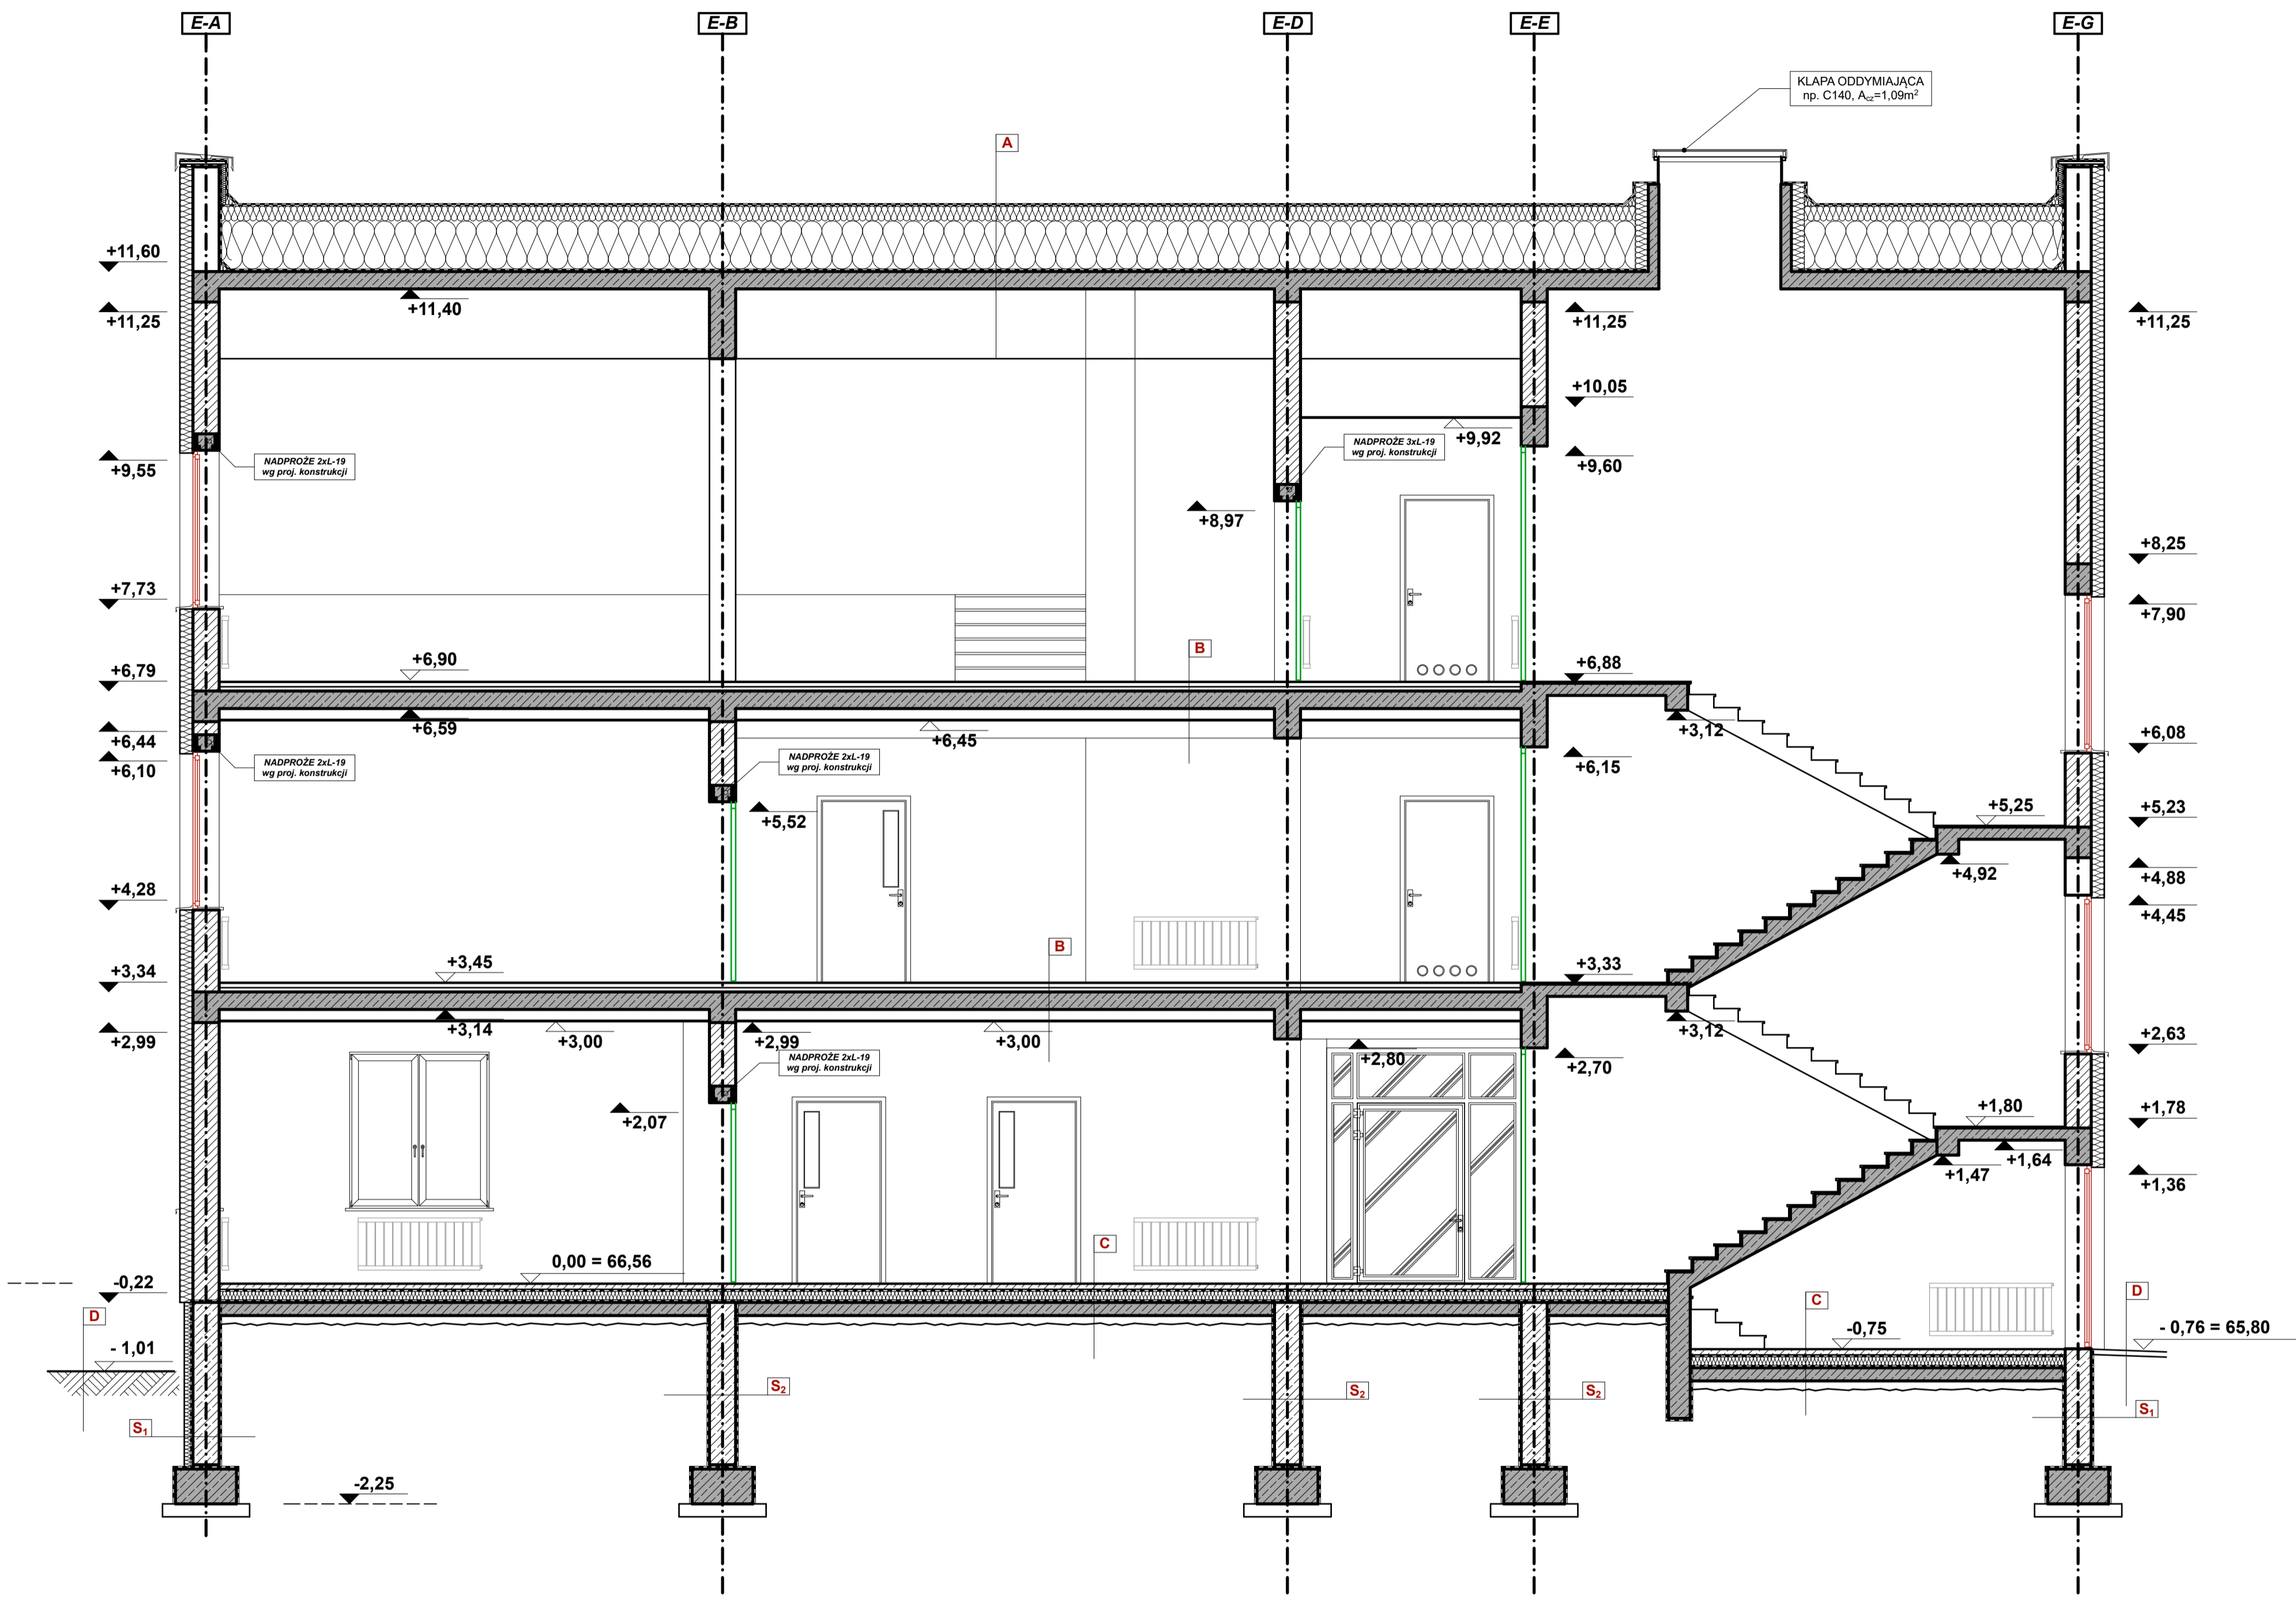 E-A
E-B
E-D
E-E
E-G
KLAPA ODDYMIAJĄCA
np. C140, Acz=1,09m²
A
+11,60
+11,40
+11,25
+11,25
+11,25
+10,05
+9,92
NADPROŻE 3xL-19
wg proj. konstrukcji
NADPROŻE 2xL-19
wg proj. konstrukcji
+9,55
+9,60
+8,97
+8,25
+7,73
+7,90
B
+6,90
+6,79
+6,88
+6,59
+6,45
+3,12
+6,44
+6,08
+6,10
NADPROŻE 2xL-19
wg proj. konstrukcji
NADPROŻE 2xL-19
wg proj. konstrukcji
+6,15
+5,52
+5,25
+5,23
+4,92
+4,88
+4,28
+4,45
B
+3,45
+3,34
+3,33
+3,14
+3,00
+2,99
+3,00
+3,12
+2,99
+2,63
NADPROŻE 2xL-19
wg proj. konstrukcji
+2,80
+2,70
+2,07
+1,80
+1,78
+1,64
+1,47
+1,36
C
0,00 = 66,56
-0,22
D
C
D
-0,75
- 0,76 = 65,80
- 1,01
S2
S2
S2
S1
S1
-2,25